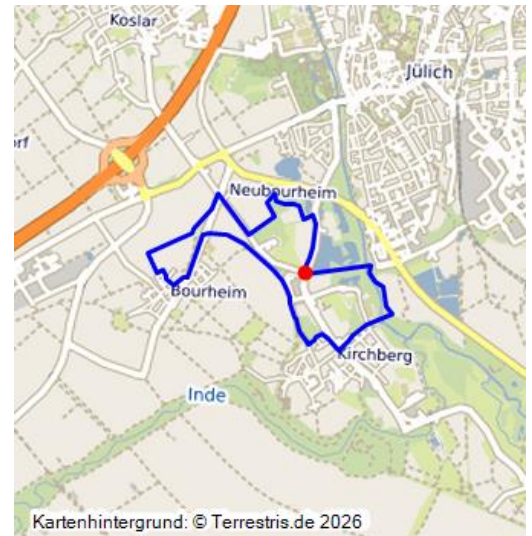 Koslar
Jülich
rf
Neubourheim
Bourheim
Kirchberg
Inde
Kartenhintergrund: © Terrestris.de 2026